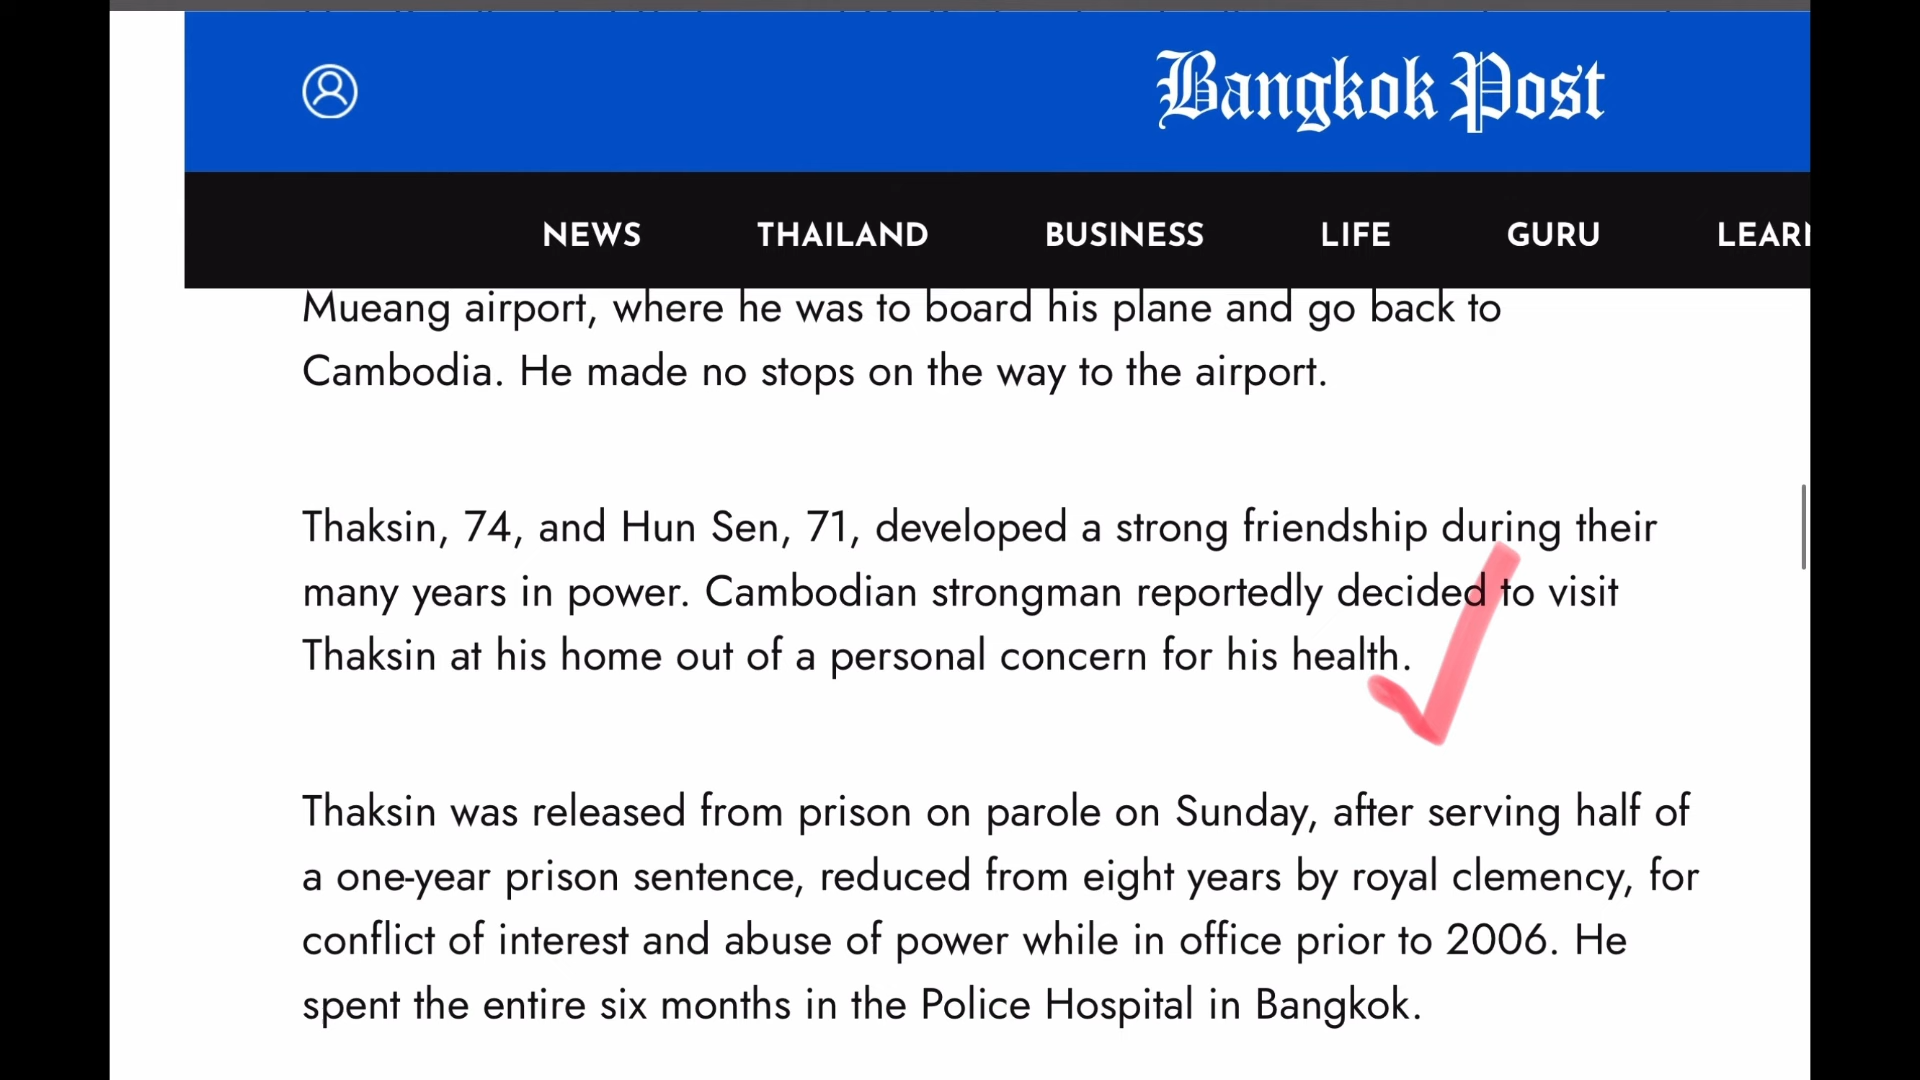 Bangkok Post
NEWS THAILAND BUSINESS LIFE GURU
Mueang airport, where he was to board his plane and go back to
Cambodia. He made no stops on the way to the airport.
Thaksin, 74, and Hun Sen, 71, developed a strong friendship during their
many years in power. Cambodian strongman reportedly decided to visit
Thaksin at his home out of a personal concern for his health.
Thaksin was released from prison on parole on Sunday, after serving half of
a one-year prison sentence, reduced from eight years by royal clemency, for
conflict of interest and abuse of power while in office prior to 2006. He
spent the entire six months in the Police Hospital in Bangkok.